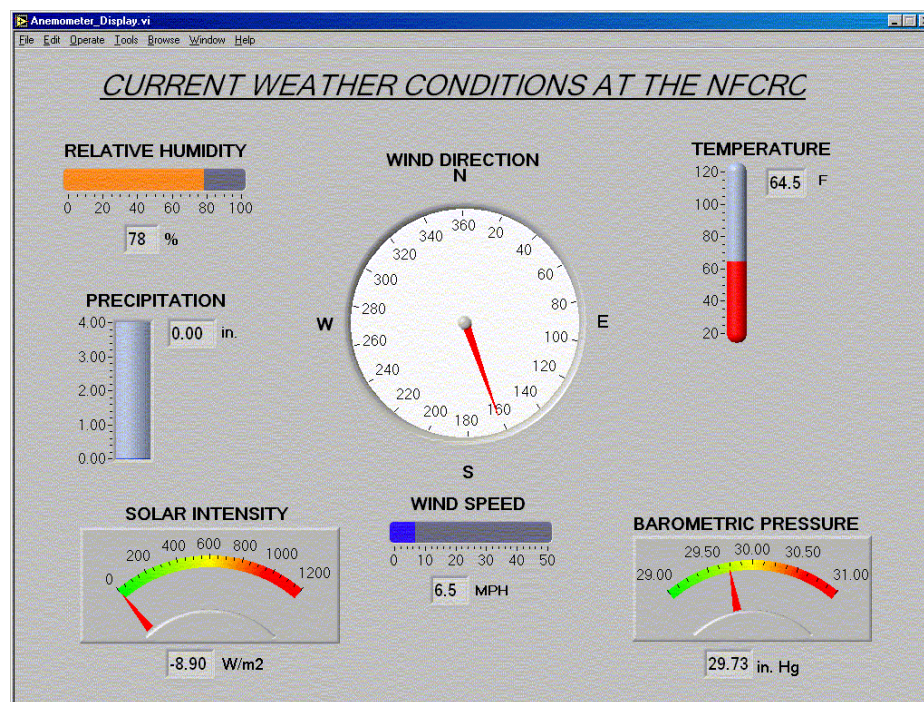 Anemometer_Display.vi
File Edit Operate Tools Browse Window Help
CURRENT WEATHER CONDITIONS AT THE NFCRC
RELATIVE HUMIDITY
0 20 40 60 80 100
78 %
WIND DIRECTION
N
E
S
W
360 20 40 60 80 100 120 140 160 180 200 220 240 260 280 300 320 340
TEMPERATURE
120
100
80
60
40
20
64.5 F
PRECIPITATION
4.00
3.00
2.00
1.00
0.00
0.00 in.
SOLAR INTENSITY
0 200 400 600 800 1000 1200
-8.90 W/m2
WIND SPEED
0 10 20 30 40 50
6.5 MPH
BAROMETRIC PRESSURE
29.00 29.50 30.00 30.50 31.00
29.73 in. Hg